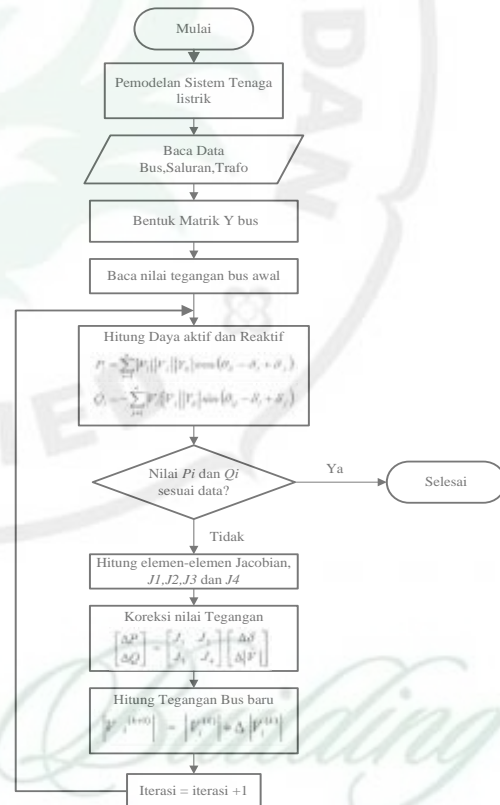 Mulai
Pemodelan Sistem Tenaga
listrik
Baca Data
Bus,Saluran,Trafo
Bentuk Matrik Y bus
Baca nilai tegangan bus awal
Hitung Daya aktif dan Reaktif
Nilai Pi dan Qi
sesuai data?
Ya
Selesai
Tidak
Hitung elemen-elemen Jacobian,
J1,J2,J3 dan J4
Koreksi nilai Tegangan
Hitung Tegangan Bus baru
Iterasi = iterasi +1
DAN
Building